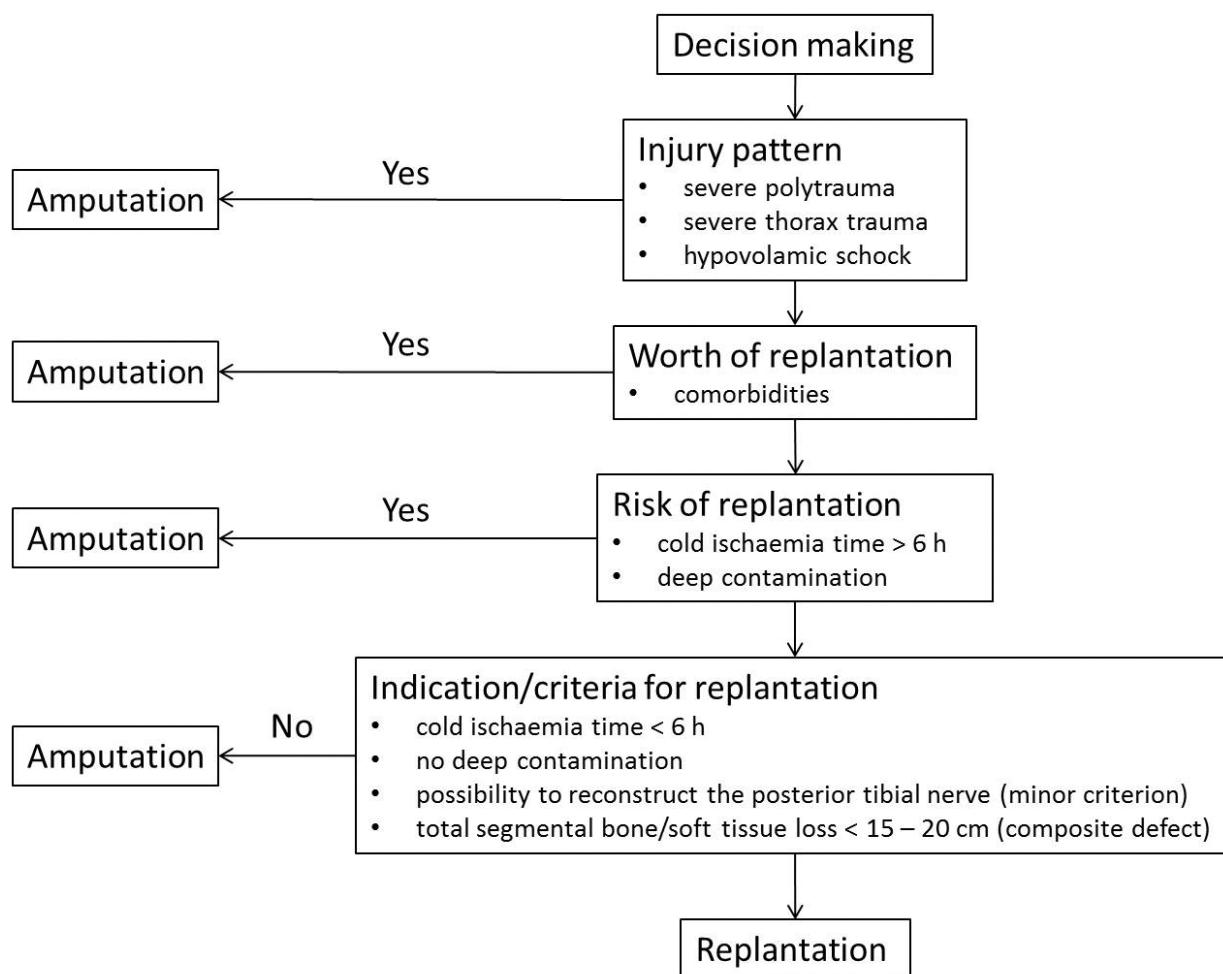 Decision making
Injury pattern
• severe polytrauma
• severe thorax trauma
• hypovolamic schock
Yes
Amputation
Worth of replantation
• comorbidities
Yes
Amputation
Risk of replantation
• cold ischaemia time > 6 h
• deep contamination
Yes
Amputation
Indication/criteria for replantation
• cold ischaemia time < 6 h
• no deep contamination
• possibility to reconstruct the posterior tibial nerve (minor criterion)
• total segmental bone/soft tissue loss < 15 – 20 cm (composite defect)
No
Amputation
Replantation